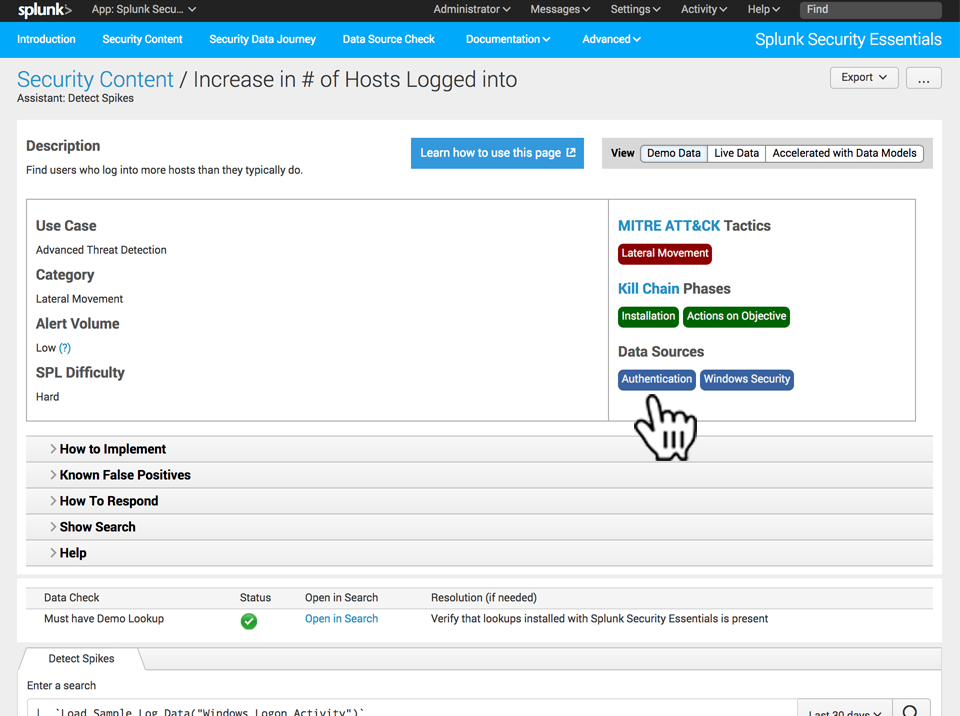 splunk> App: Splunk Secu... Administrator Messages Settings Activity Help Find
Introduction Security Content Security Data Journey Data Source Check Documentation Advanced Splunk Security Essentials
Security Content / Increase in # of Hosts Logged into Export ...
Assistant: Detect Spikes
Description Learn how to use this page View Demo Data Live Data Accelerated with Data Models
Find users who log into more hosts than they typically do.
Use Case
Advanced Threat Detection
Category
Lateral Movement
Alert Volume
Low (?)
SPL Difficulty
Hard
MITRE ATT&CK Tactics
Lateral Movement
Kill Chain Phases
Installation Actions on Objective
Data Sources
Authentication Windows Security
How to Implement
Known False Positives
How To Respond
Show Search
Help
Data Check Status Open in Search Resolution (if needed)
Must have Demo Lookup Open in Search Verify that lookups installed with Splunk Security Essentials is present
Detect Spikes
Enter a search
| `Load_Sample_Log_Data("Windows Logon Activity")` Last 30 days